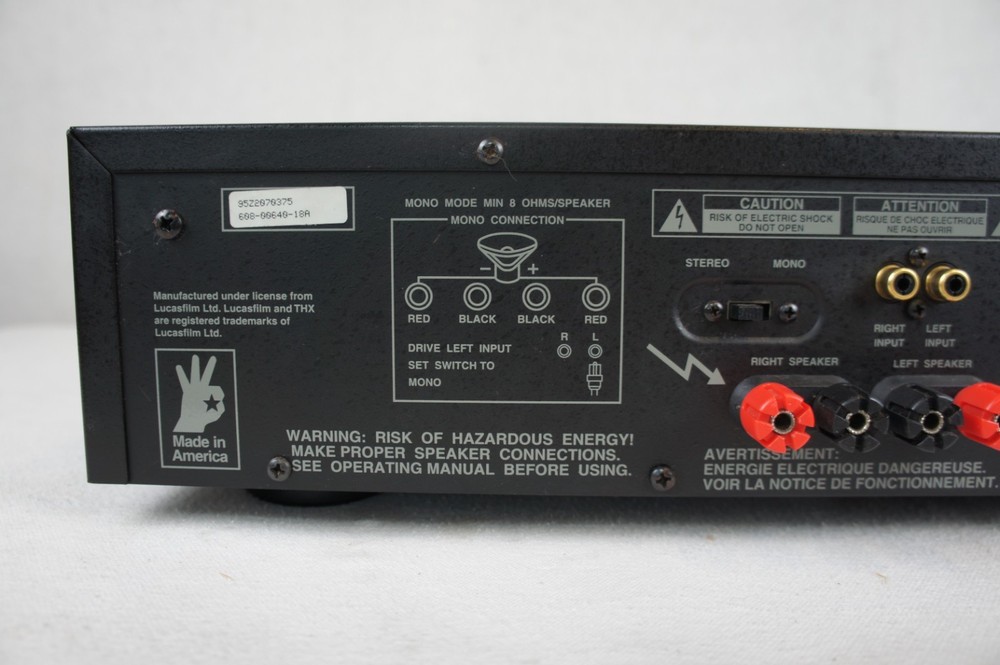 95Z2070375
608-00640-18A
Manufactured under license from
Lucasfilm Ltd. Lucasfilm and THX
are registered trademarks of
Lucasfilm Ltd.
Made in
America
MONO MODE MIN 8 OHMS/SPEAKER
MONO CONNECTION
− +
RED BLACK BLACK RED
R L
DRIVE LEFT INPUT
SET SWITCH TO
MONO
WARNING: RISK OF HAZARDOUS ENERGY!
MAKE PROPER SPEAKER CONNECTIONS.
SEE OPERATING MANUAL BEFORE USING.
CAUTION
RISK OF ELECTRIC SHOCK
DO NOT OPEN
ATTENTION
RISQUE DE CHOC ELECTRIQUE
NE PAS OUVRIR
STEREO MONO
RIGHT LEFT
INPUT INPUT
RIGHT SPEAKER LEFT SPEAKER
AVERTISSEMENT:
ENERGIE ELECTRIQUE DANGEREUSE.
VOIR LA NOTICE DE FONCTIONNEMENT.